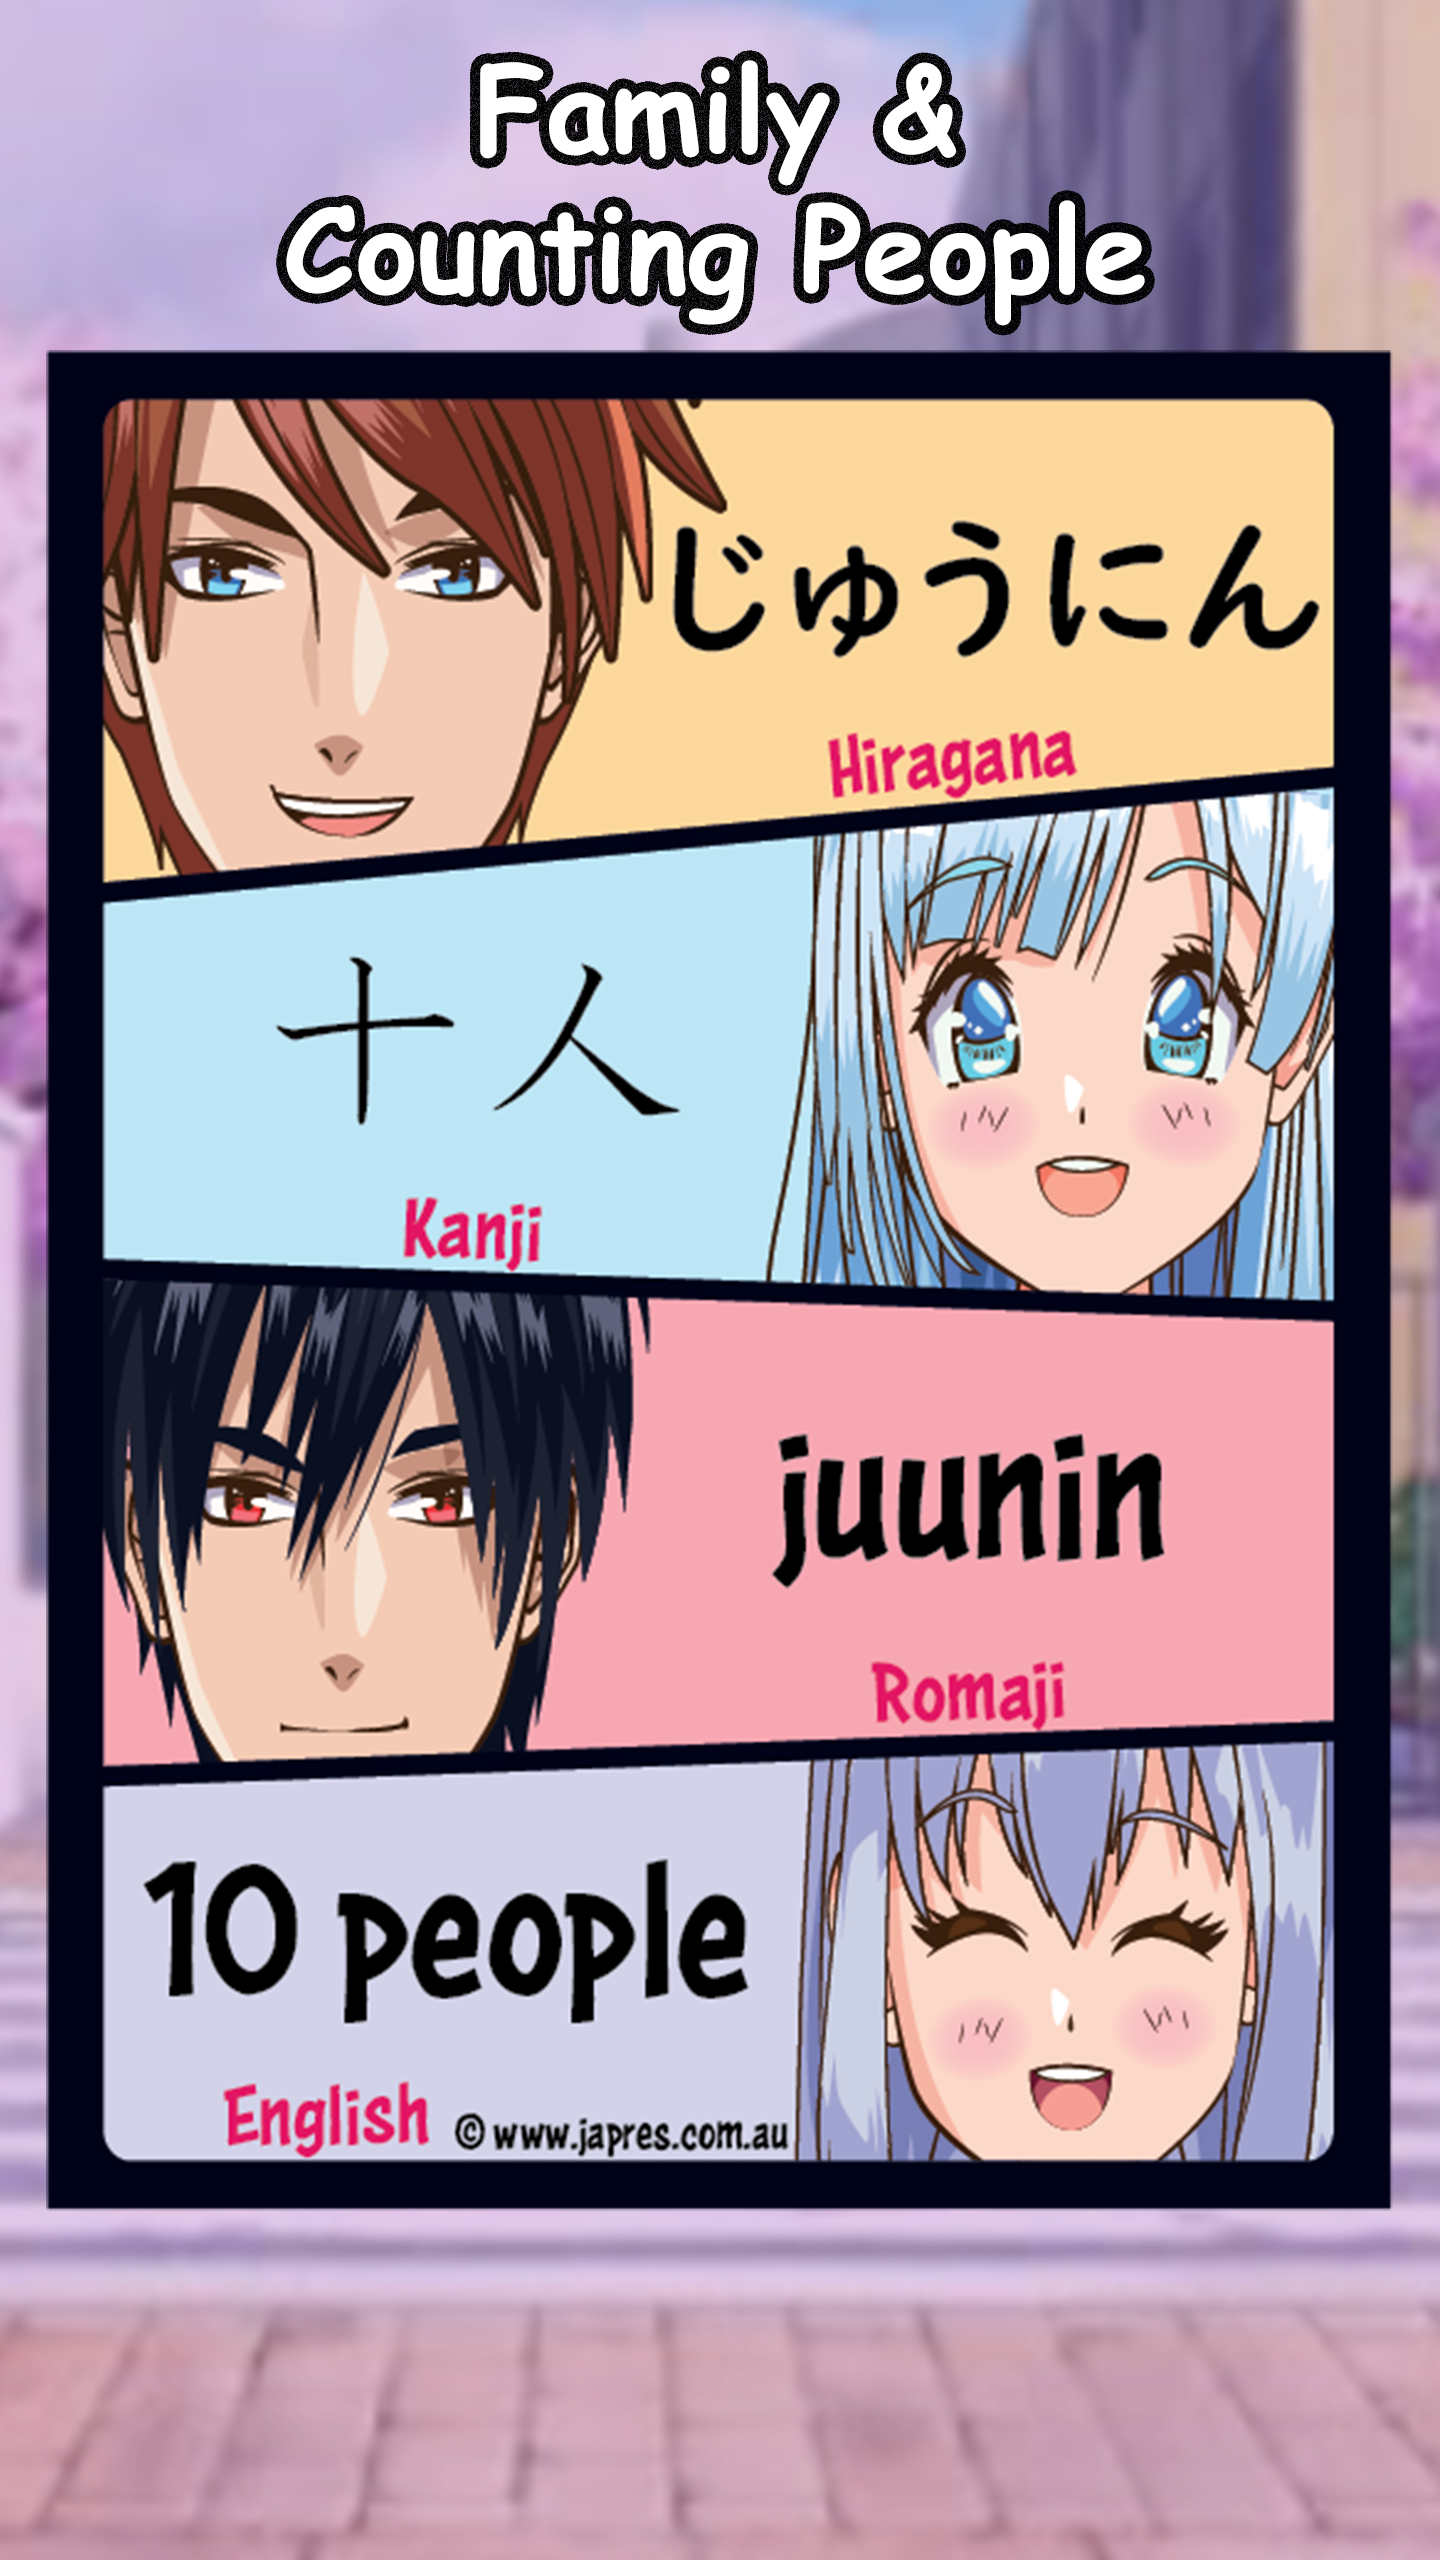 Family &
Counting People
じゅうにん
Hiragana
十人
Kanji
juunin
Romaji
10 people
English
© www.japres.com.au